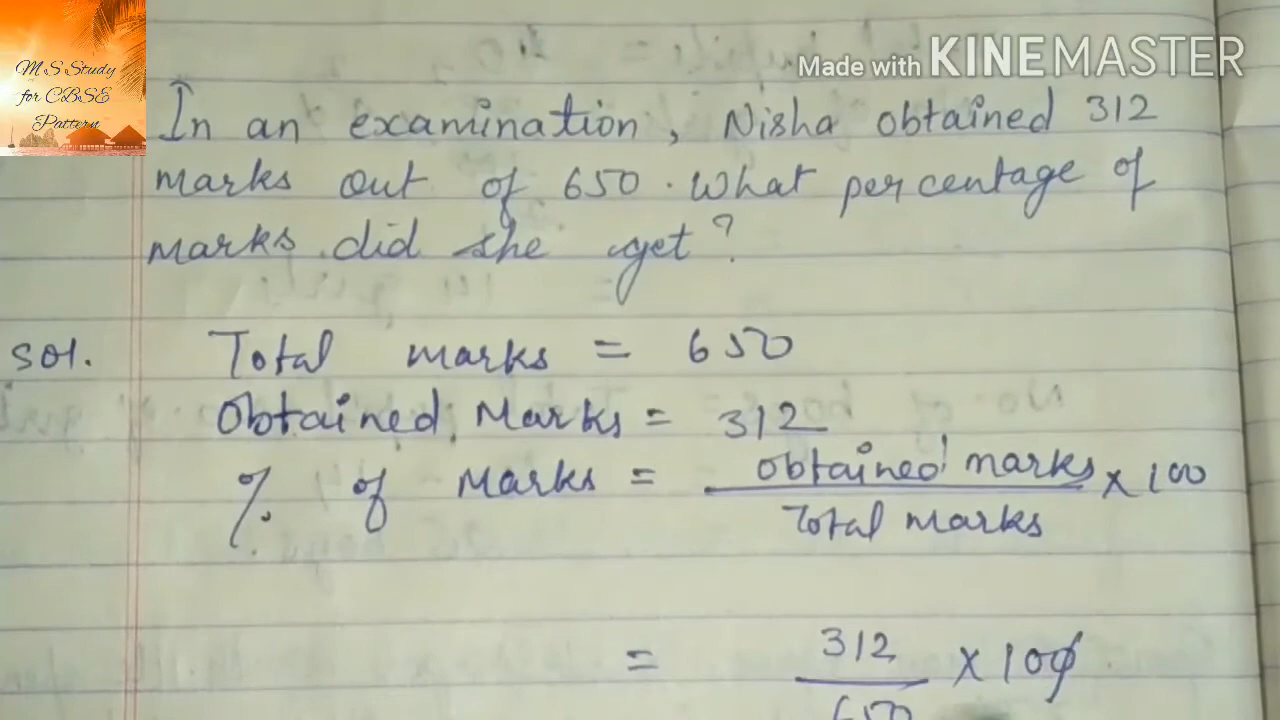 M.S Study
for CBSE
Pattern
Made with KINEMASTER
In an examination, Nisha obtained 312
marks out of 650. What percentage of
marks did she get?
Sol. Total marks = 650
Obtained Marks = 312
% of Marks = obtained marks × 100
Total marks
= 312 × 100
650